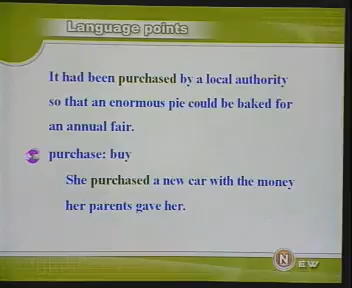 Language points
It had been purchased by a local authority
so that an enormous pie could be baked for
an annual fair.
purchase: buy
She purchased a new car with the money
her parents gave her.
NEW